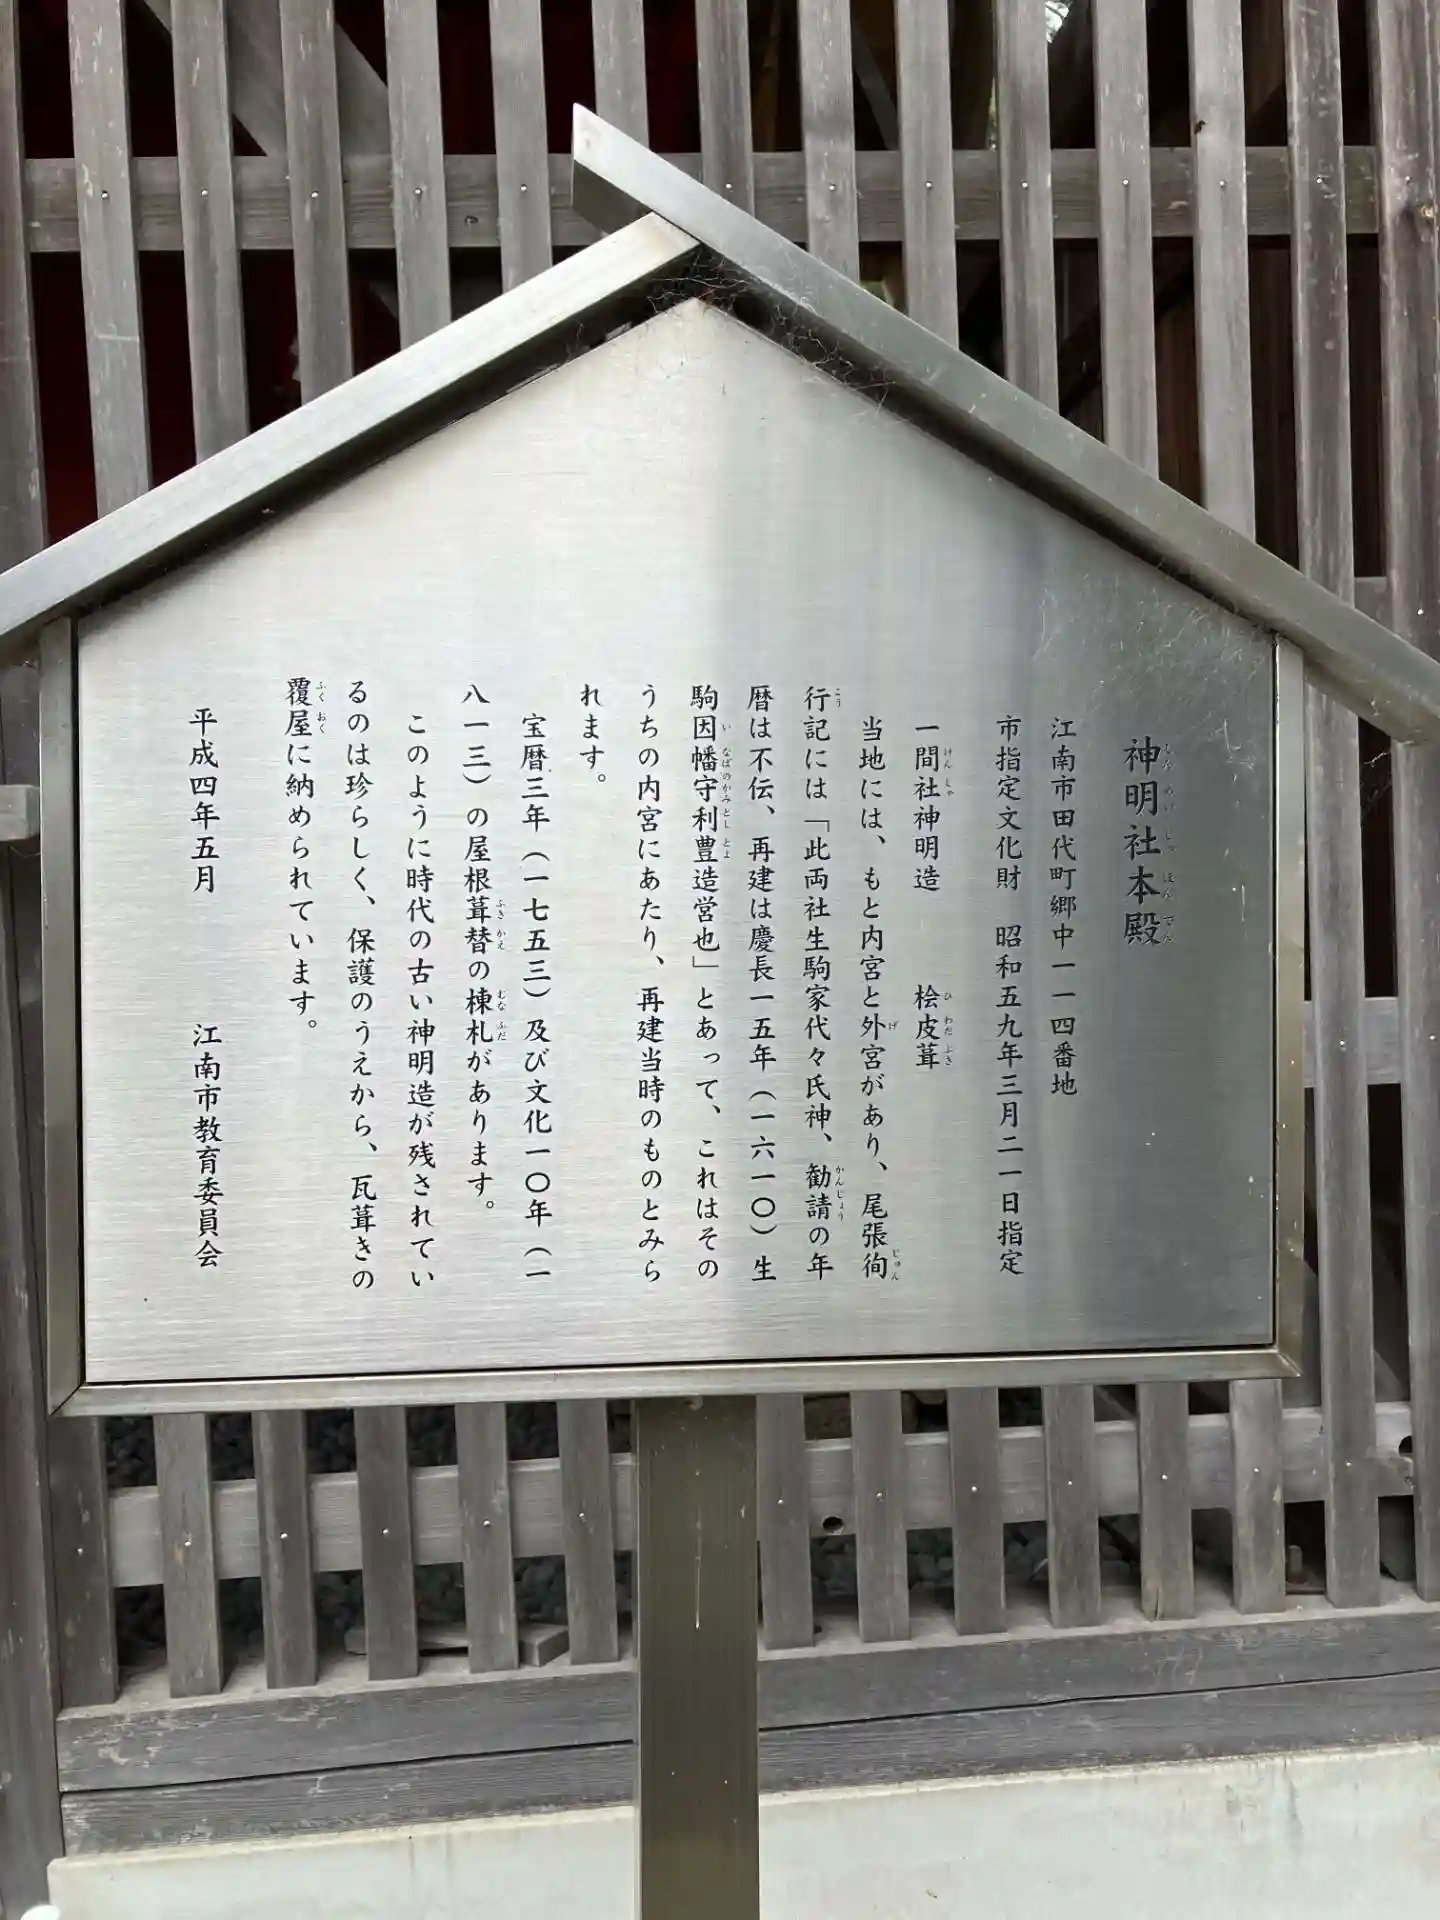 神明社本殿
江南市田代町郷中一一四番地
市指定文化財　昭和五九年三月二一日指定
一間社神明造　　桧皮葺
当地には、もと内宮と外宮があり、尾張徇
行記には「此両社生駒家代々氏神、勧請の年
暦は不伝、再建は慶長一五年（一六一〇）生
駒因幡守利豊造営也」とあって、これはその
うちの内宮にあたり、再建当時のものとみら
れます。
宝暦三年（一七五三）及び文化一〇年（一
八一三）の屋根葺替の棟札があります。
このように時代の古い神明造が残されてい
るのは珍らしく、保護のうえから、瓦葺きの
覆屋に納められています。
平成四年五月　　江南市教育委員会